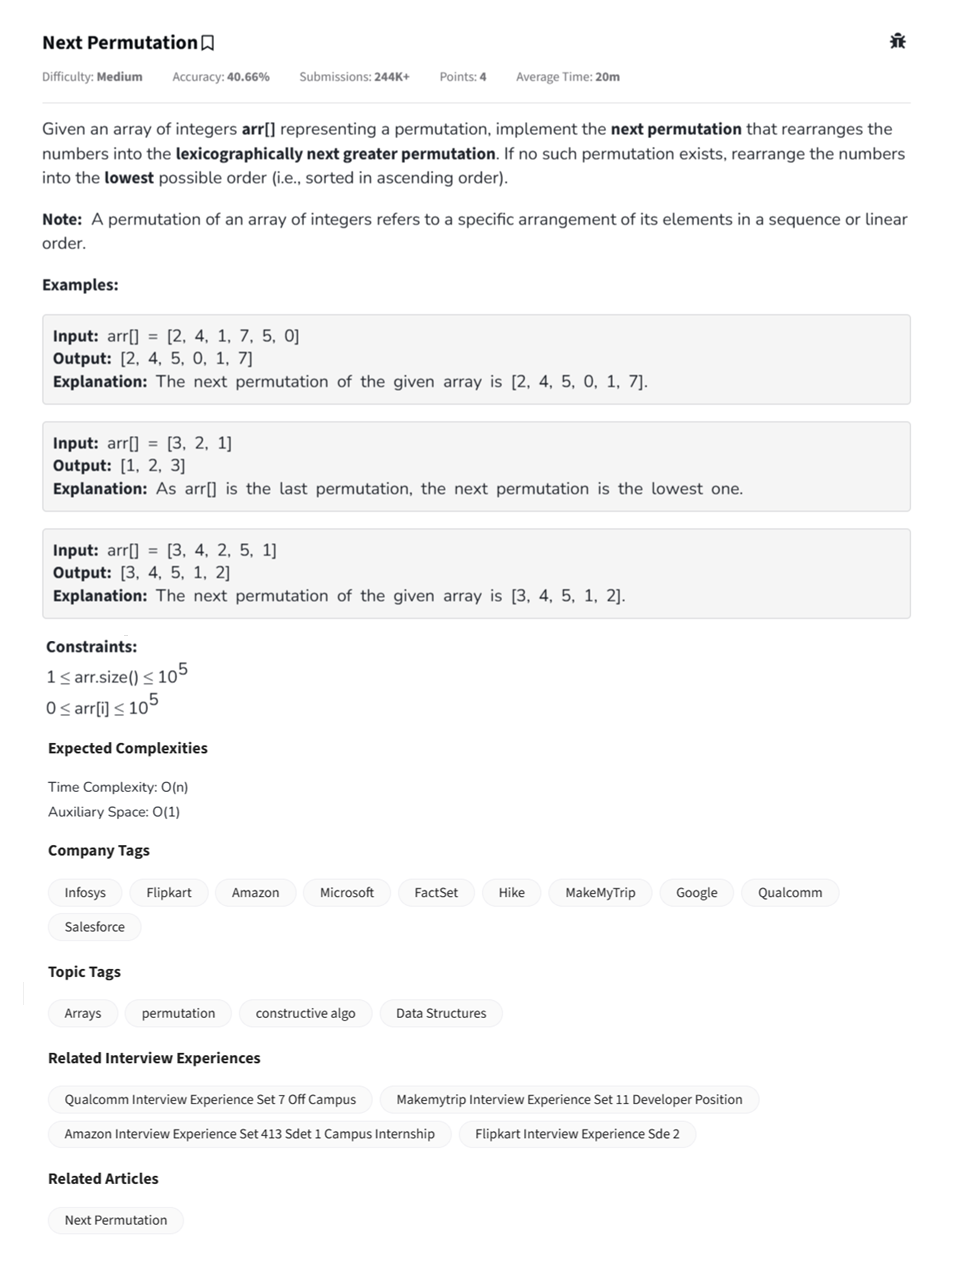 Next Permutation
Difficulty: Medium Accuracy: 40.66% Submissions: 244K+ Points: 4 Average Time: 20m
Given an array of integers arr[] representing a permutation, implement the next permutation that rearranges the
numbers into the lexicographically next greater permutation. If no such permutation exists, rearrange the numbers
into the lowest possible order (i.e., sorted in ascending order).
Note: A permutation of an array of integers refers to a specific arrangement of its elements in a sequence or linear
order.
Examples:
Input: arr[] = [2, 4, 1, 7, 5, 0]
Output: [2, 4, 5, 0, 1, 7]
Explanation: The next permutation of the given array is [2, 4, 5, 0, 1, 7].
Input: arr[] = [3, 2, 1]
Output: [1, 2, 3]
Explanation: As arr[] is the last permutation, the next permutation is the lowest one.
Input: arr[] = [3, 4, 2, 5, 1]
Output: [3, 4, 5, 1, 2]
Explanation: The next permutation of the given array is [3, 4, 5, 1, 2].
Constraints:
1 ≤ arr.size() ≤ 10⁵
0 ≤ arr[i] ≤ 10⁵
Expected Complexities
Time Complexity: O(n)
Auxiliary Space: O(1)
Company Tags
Infosys Flipkart Amazon Microsoft FactSet Hike MakeMyTrip Google Qualcomm
Salesforce
Topic Tags
Arrays permutation constructive algo Data Structures
Related Interview Experiences
Qualcomm Interview Experience Set 7 Off Campus Makemytrip Interview Experience Set 11 Developer Position
Amazon Interview Experience Set 413 Sdet 1 Campus Internship Flipkart Interview Experience Sde 2
Related Articles
Next Permutation